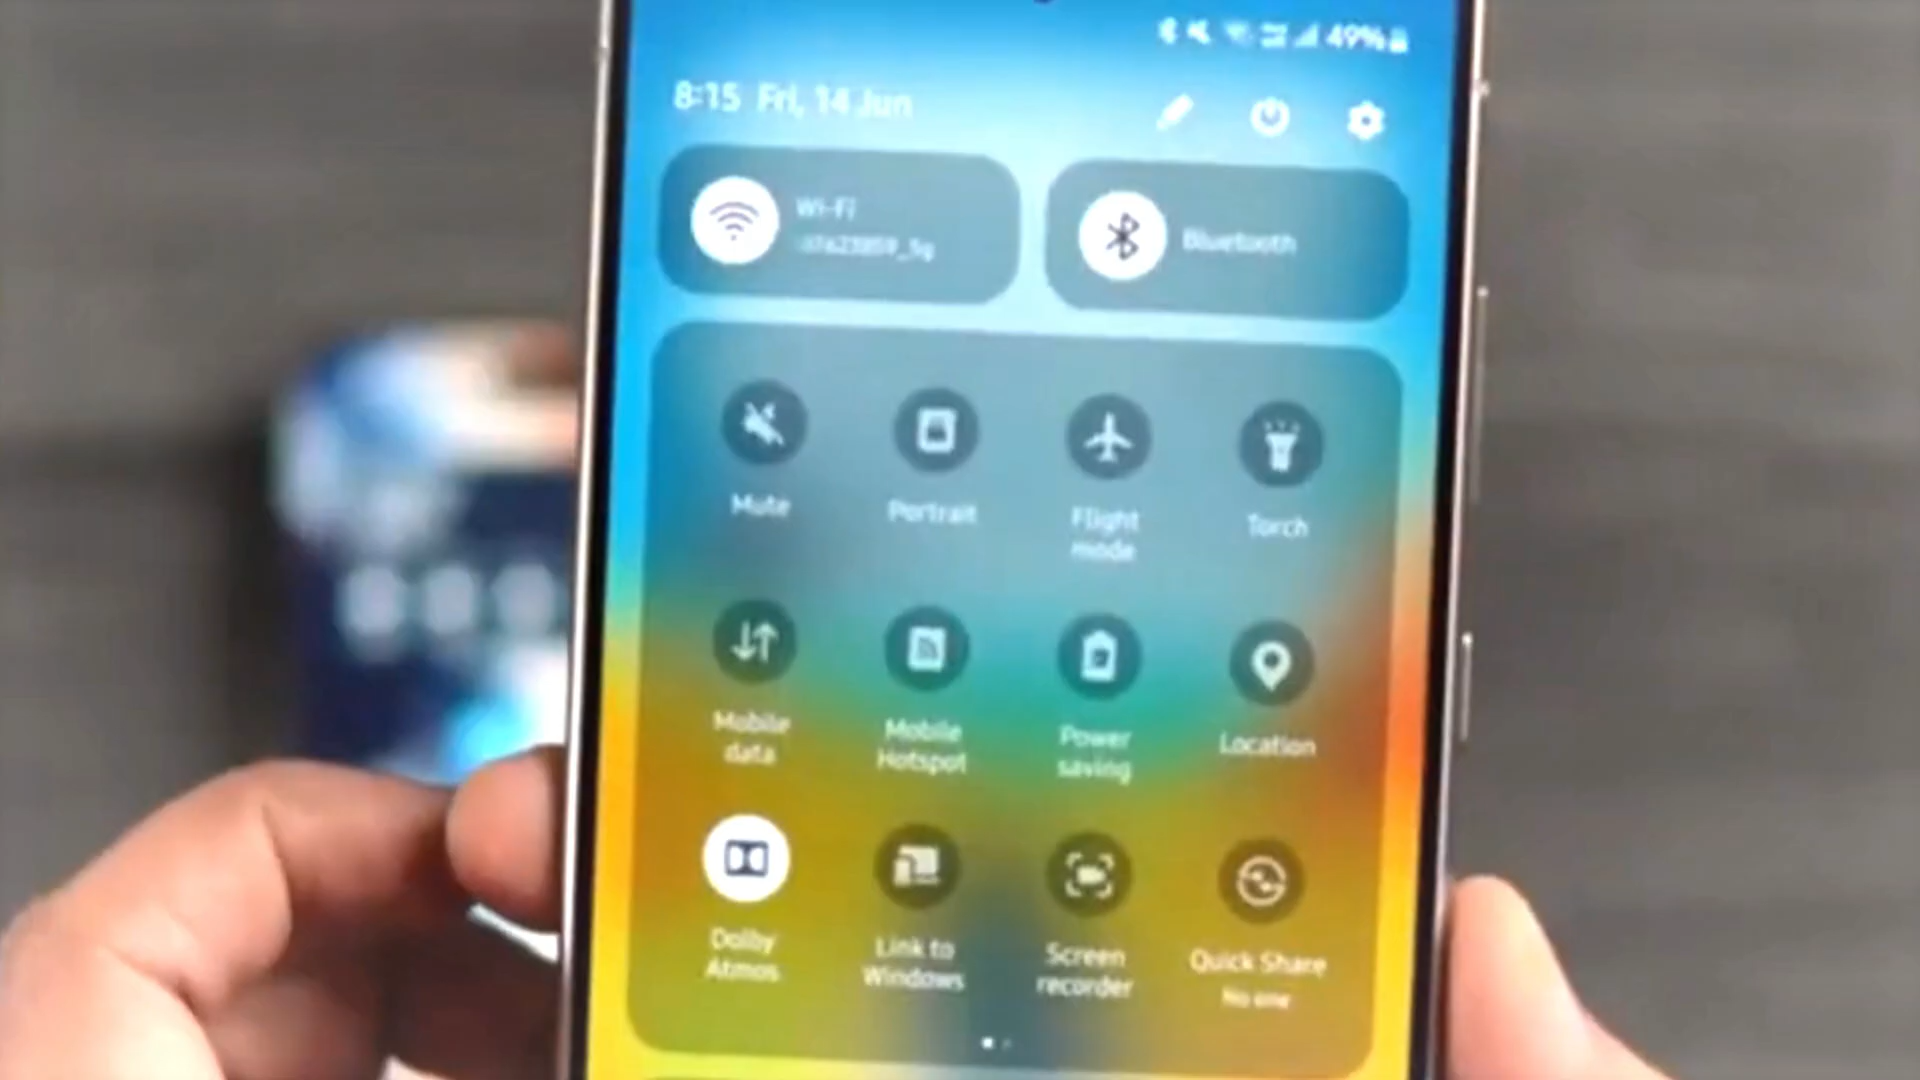 49%
8:15 Fri, 14 Jun
Wi-Fi
Bluetooth
Mute Portrait Flight mode Torch
Mobile data Mobile Hotspot Power saving Location
Dolby Atmos Link to Windows Screen recorder Quick Share
No one